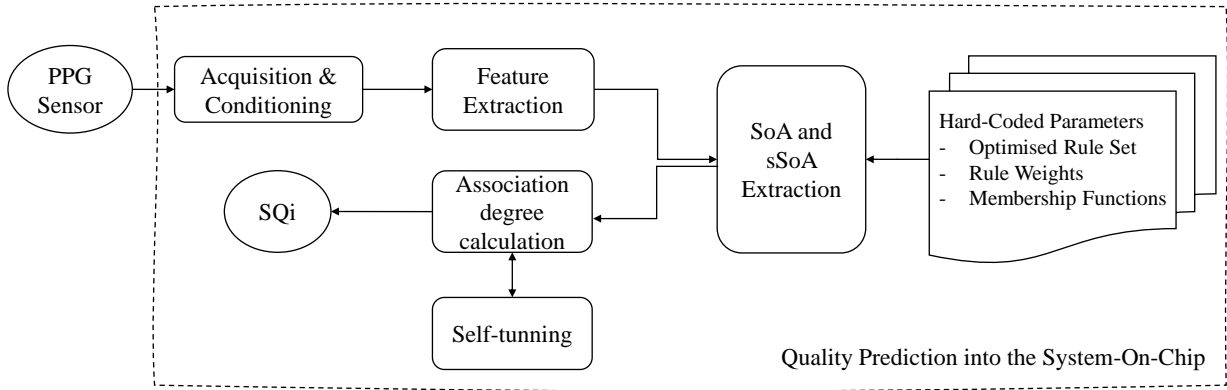 PPG
Sensor
Acquisition &
Conditioning
Feature
Extraction
SoA and
sSoA
Extraction
Hard-Coded Parameters
- Optimised Rule Set
- Rule Weights
- Membership Functions
SQi
Association
degree
calculation
Self-tunning
Quality Prediction into the System-On-Chip